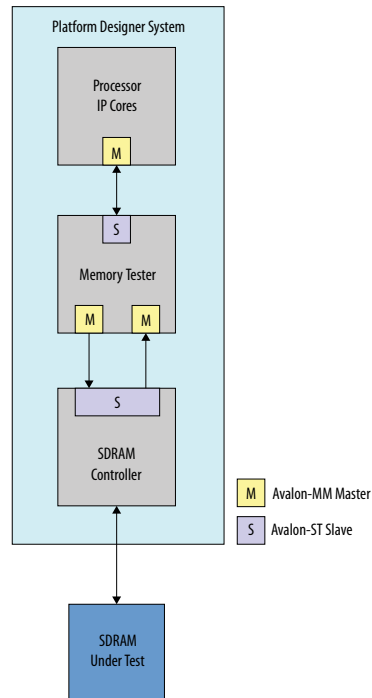 Platform Designer System
Processor
IP Cores
M
S
Memory Tester
M M
S
SDRAM
Controller
M Avalon-MM Master
S Avalon-ST Slave
SDRAM
Under Test